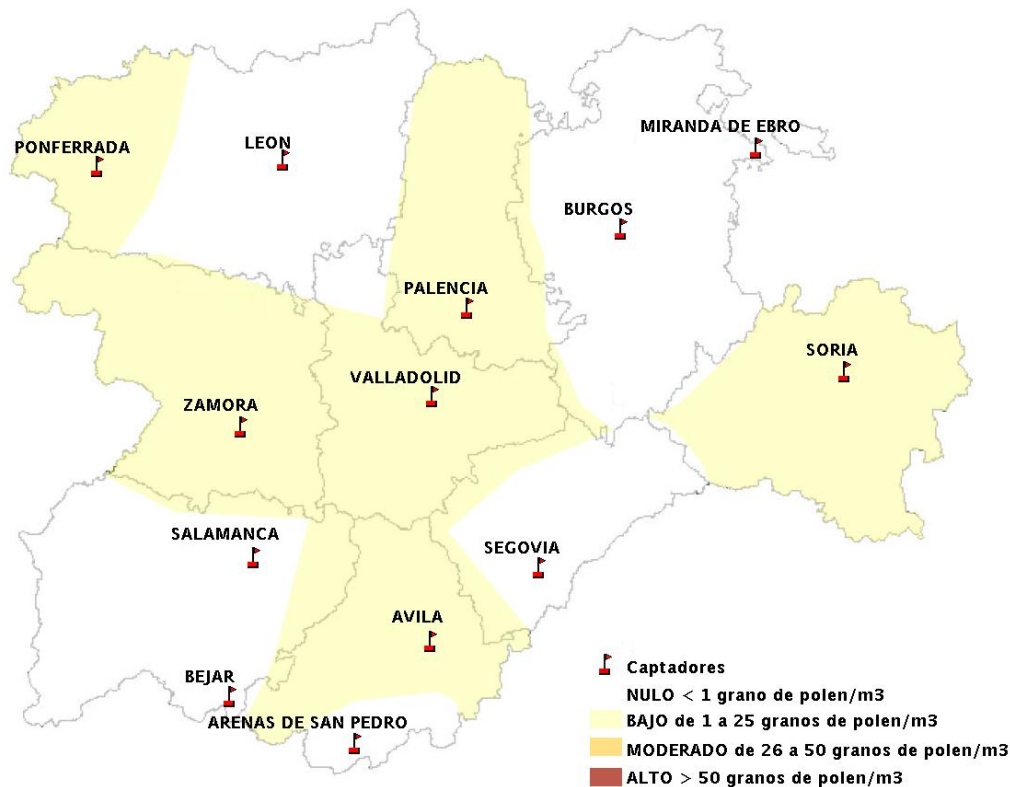 MIRANDA DE EBRO
PONFERRADA
LEON
BURGOS
PALENCIA
SORIA
VALLADOLID
ZAMORA
SALAMANCA
SEGOVIA
AVILA
BEJAR
ARENAS DE SAN PEDRO
Captadores
NULO < 1 grano de polen/m3
BAJO de 1 a 25 granos de polen/m3
MODERADO de 26 a 50 granos de polen/m3
ALTO > 50 granos de polen/m3